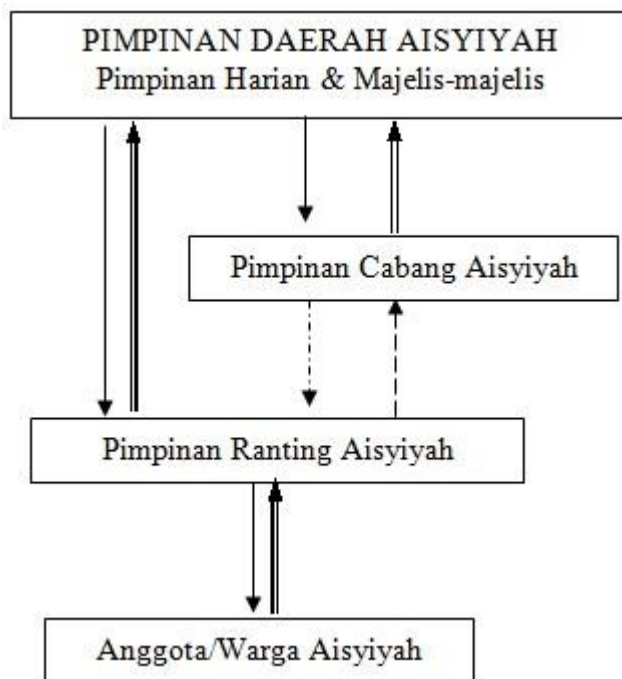 PIMPINAN DAERAH AISYIYAH
Pimpinan Harian & Majelis-majelis
Pimpinan Cabang Aisyiyah
Pimpinan Ranting Aisyiyah
Anggota/Warga Aisyiyah